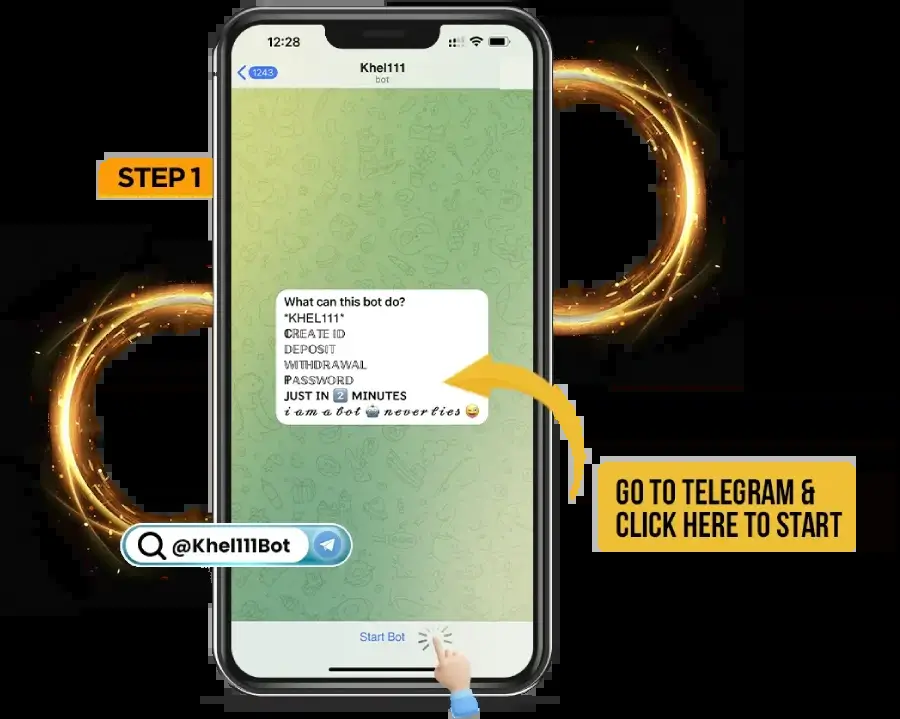 12:28
1243
Khel111
bot
STEP 1
What can this bot do?
*KHEL111*
CREATE ID
DEPOSIT
WITHDRAWAL
PASSWORD
JUST IN 2️⃣ MINUTES
i am a bot 🤖 never lies 😜
GO TO TELEGRAM &
CLICK HERE TO START
@Khel111Bot
Start Bot